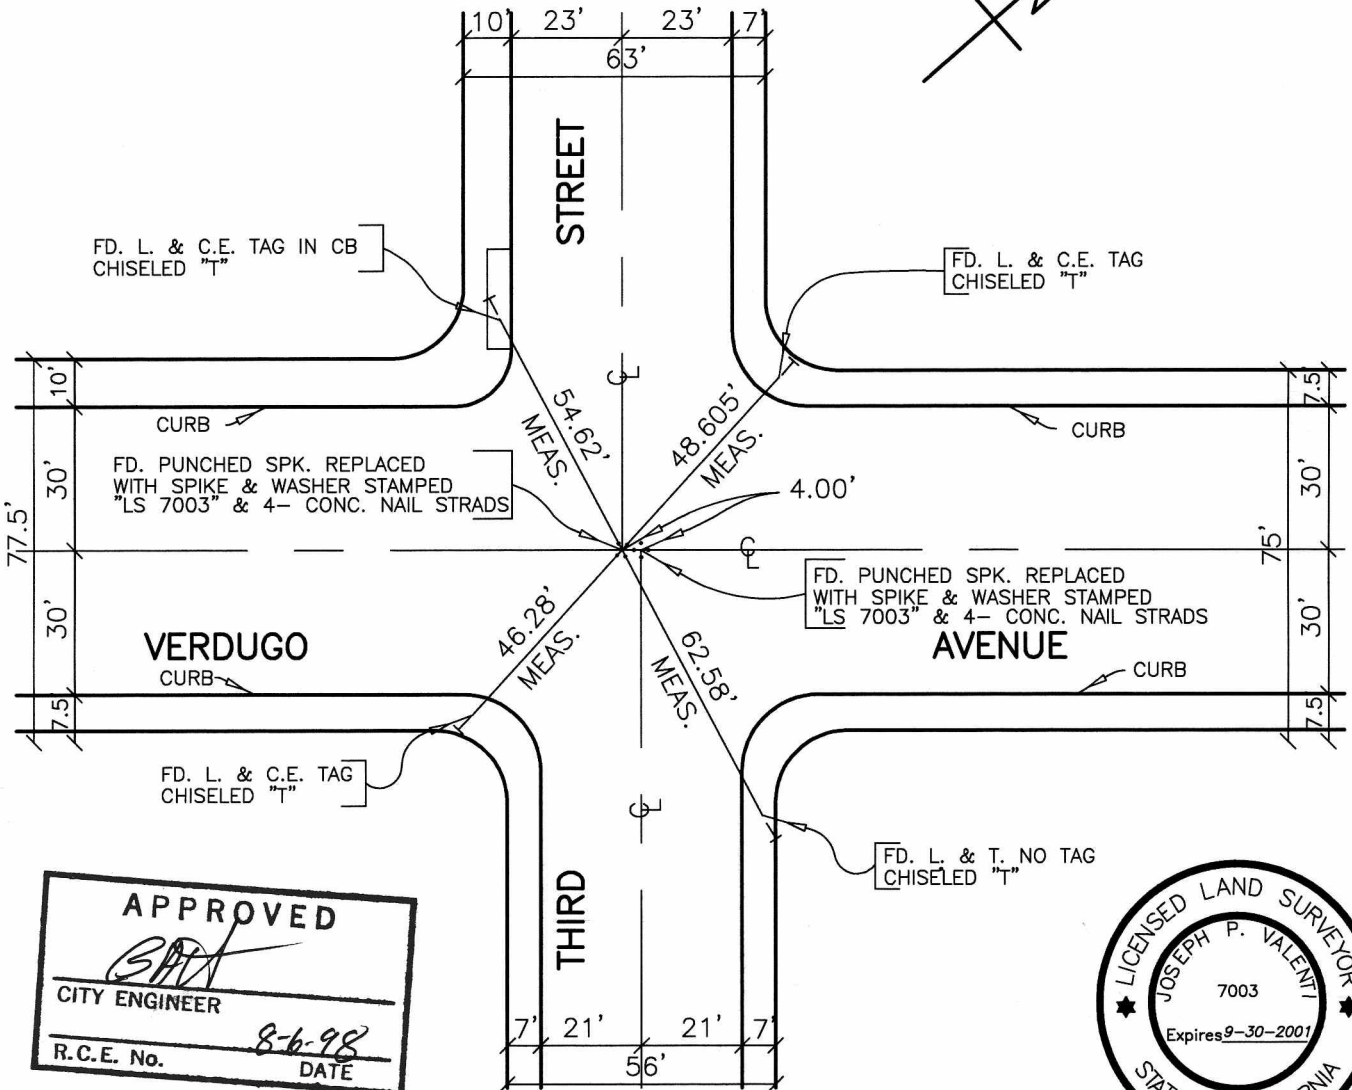 10' 23' 23' 7'
63'
STREET
FD. L. & C.E. TAG IN CB
CHISELED "T"
FD. L. & C.E. TAG
CHISELED "T"
10'
7.5'
CURB
CURB
54.62'
MEAS.
48.605'
MEAS.
30'
30'
FD. PUNCHED SPK. REPLACED
WITH SPIKE & WASHER STAMPED
"LS 7003" & 4- CONC. NAIL STRADS
4.00'
77.5'
75'
FD. PUNCHED SPK. REPLACED
WITH SPIKE & WASHER STAMPED
"LS 7003" & 4- CONC. NAIL STRADS
30'
30'
VERDUGO
AVENUE
46.28'
MEAS.
62.58'
MEAS.
CURB
CURB
7.5'
7.5'
FD. L. & C.E. TAG
CHISELED "T"
FD. L. & T. NO TAG
CHISELED "T"
THIRD
APPROVED
CITY ENGINEER
8-6-98
R.C.E. No. DATE
7' 21' 21' 7'
56'
LICENSED LAND SURVEYOR
JOSEPH P. VALENTI
7003
Expires 9-30-2001